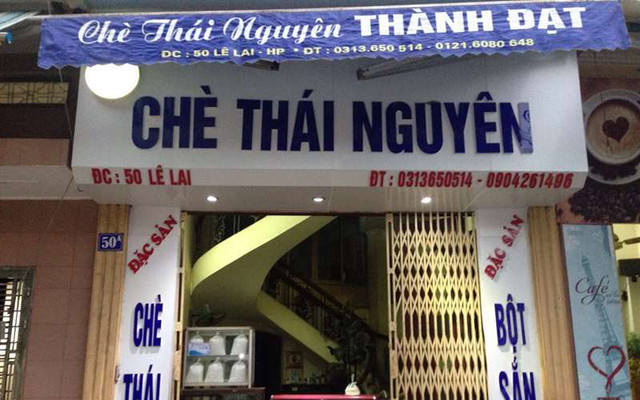 Chè Thái Nguyên THÀNH ĐẠT
ĐC : 50 LÊ LAI - HP * ĐT : 0313.650 514 - 0121.6080 648
CHÈ THÁI NGUYÊN
ĐC : 50 LÊ LAI ĐT : 0313650514 - 0904261496
50A
ĐẶC SẢN
CHÈ
THÁI
ĐẶC SẢN
BỘT
SẮN
Café